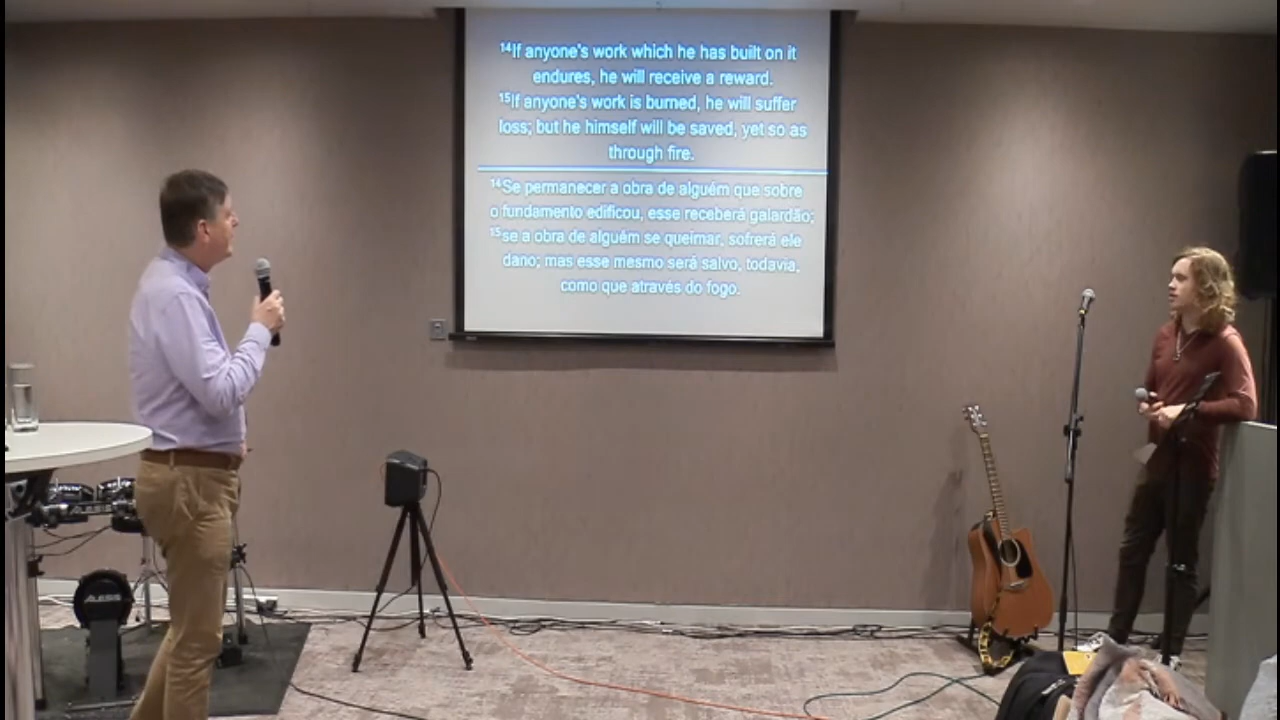 ¹⁴If anyone's work which he has built on it
endures, he will receive a reward.
¹⁵If anyone's work is burned, he will suffer
loss; but he himself will be saved, yet so as
through fire.
¹⁴Se permanecer a obra de alguém que sobre
o fundamento edificou, esse receberá galardão;
¹⁵se a obra de alguém se queimar, sofrerá ele
dano; mas esse mesmo será salvo, todavia,
como que através do fogo.
ALESIS